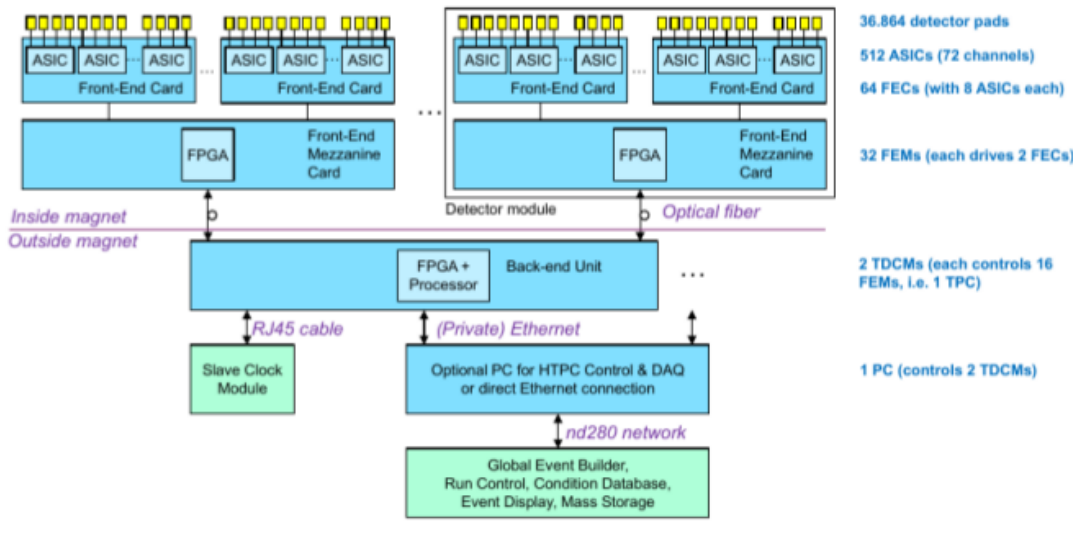 36.864 detector pads
ASIC ASIC ASIC ASIC ASIC ASIC ASIC ASIC ASIC ASIC ASIC ASIC
512 ASICs (72 channels)
Front-End Card Front-End Card Front-End Card Front-End Card
64 FECs (with 8 ASICs each)
FPGA
Front-End
Mezzanine
Card
FPGA
Front-End
Mezzanine
Card
32 FEMs (each drives 2 FECs)
Inside magnet
Detector module
Optical fiber
Outside magnet
FPGA +
Processor
Back-end Unit
2 TDCMs (each controls 16
FEMs, i.e. 1 TPC)
RJ45 cable
(Private) Ethernet
Slave Clock
Module
Optional PC for HTPC Control & DAQ
or direct Ethernet connection
1 PC (controls 2 TDCMs)
nd280 network
Global Event Builder,
Run Control, Condition Database,
Event Display, Mass Storage